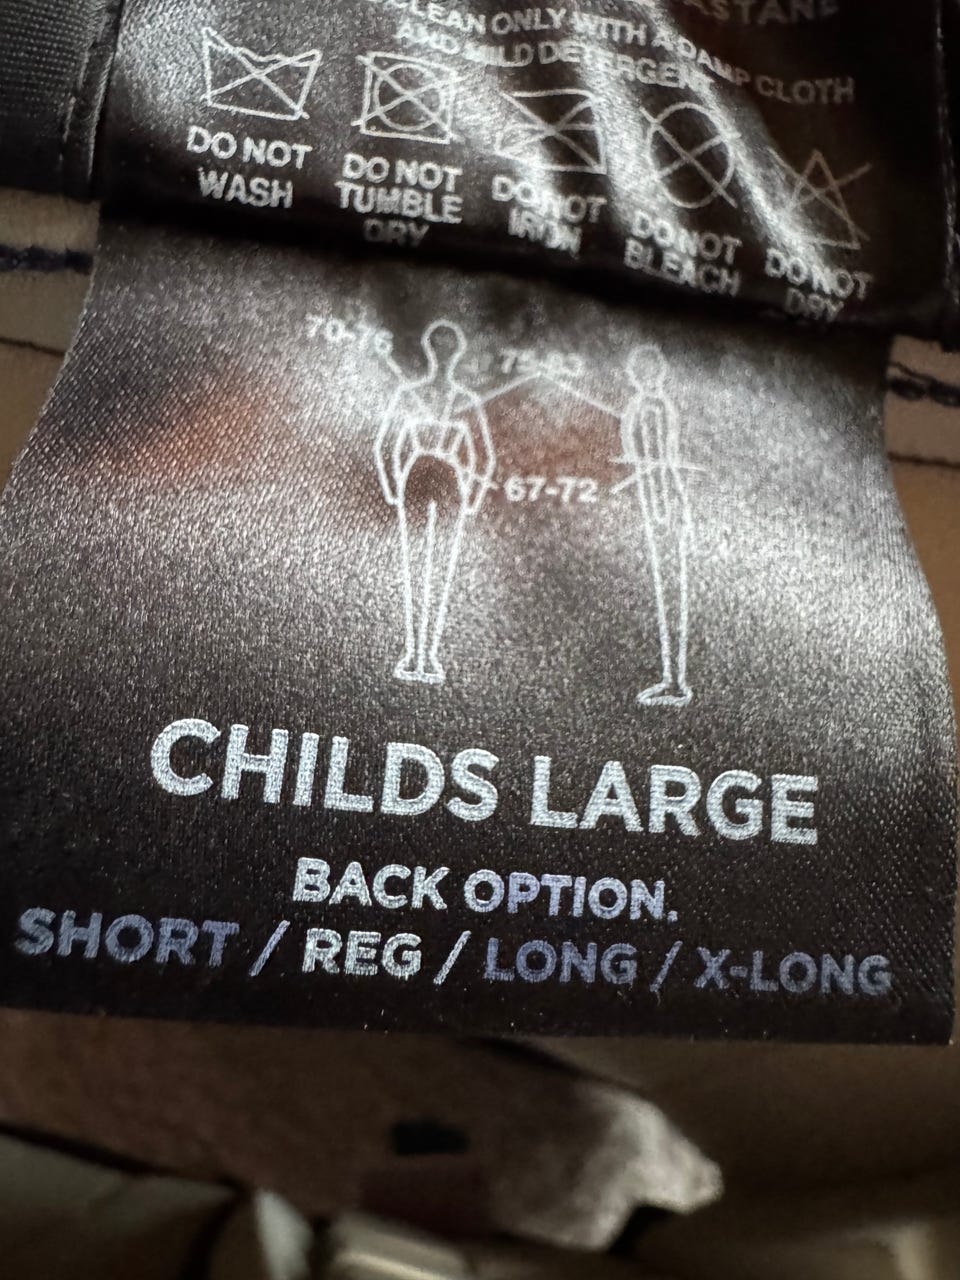 CLEAN ONLY WITH A DAMP CLOTH
AND MILD DETERGENT
DO NOT
WASH
DO NOT
TUMBLE
DRY
DO NOT
IRON
DO NOT
BLEACH
DO NOT
DRY
70-76
67-72
CHILDS LARGE
BACK OPTION.
SHORT / REG / LONG / X-LONG